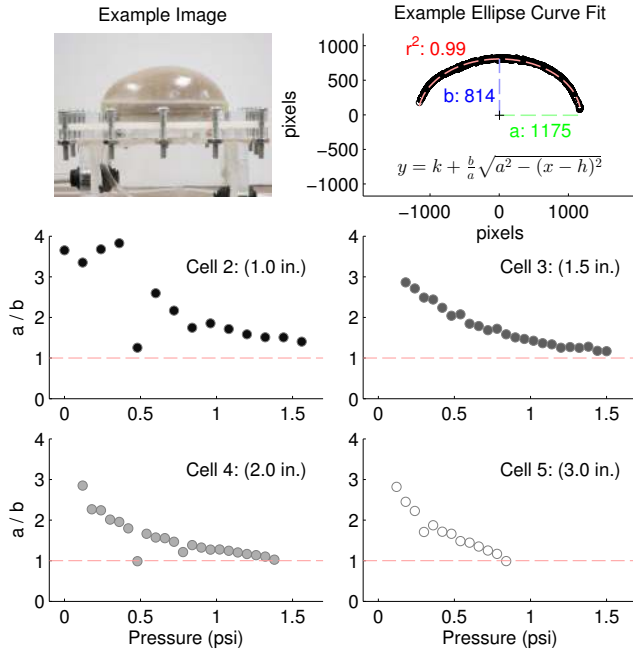 Example Image
Example Ellipse Curve Fit
1000
500
0
−500
−1000
pixels
r²: 0.99
b: 814
a: 1175
y = k + b/a √(a² − (x − h)²)
−1000 0 1000
pixels
4
3
2
1
0
a / b
Cell 2: (1.0 in.)
0 0.5 1 1.5
4
3
2
1
0
Cell 3: (1.5 in.)
0 0.5 1 1.5
4
3
2
1
0
a / b
Cell 4: (2.0 in.)
0 0.5 1 1.5
Pressure (psi)
4
3
2
1
0
Cell 5: (3.0 in.)
0 0.5 1 1.5
Pressure (psi)